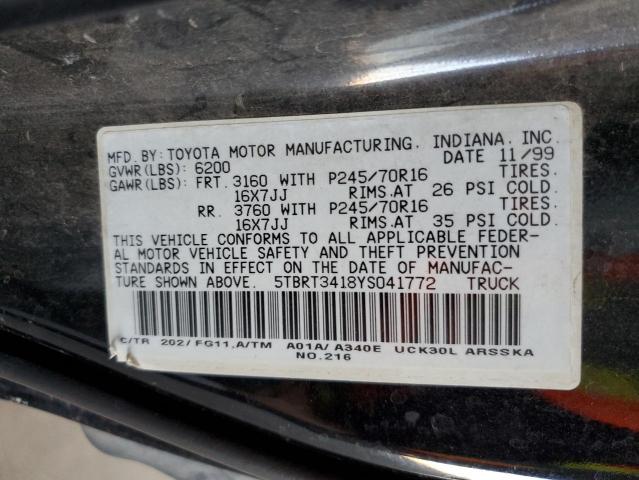 MFD. BY: TOYOTA MOTOR MANUFACTURING, INDIANA, INC.
GVWR(LBS): 6200 DATE 11/99
GAWR(LBS): FRT. 3160 WITH P245/70R16 TIRES.
16X7JJ RIMS.AT 26 PSI COLD.
RR. 3760 WITH P245/70R16 TIRES.
16X7JJ RIMS.AT 35 PSI COLD.
THIS VEHICLE CONFORMS TO ALL APPLICABLE FEDER-
AL MOTOR VEHICLE SAFETY AND THEFT PREVENTION
STANDARDS IN EFFECT ON THE DATE OF MANUFAC-
TURE SHOWN ABOVE. 5TBRT3418YS041772 TRUCK
C/TR 202/FG11,A/TM A01A/A340E UCK30L ARSSKA
NO.216